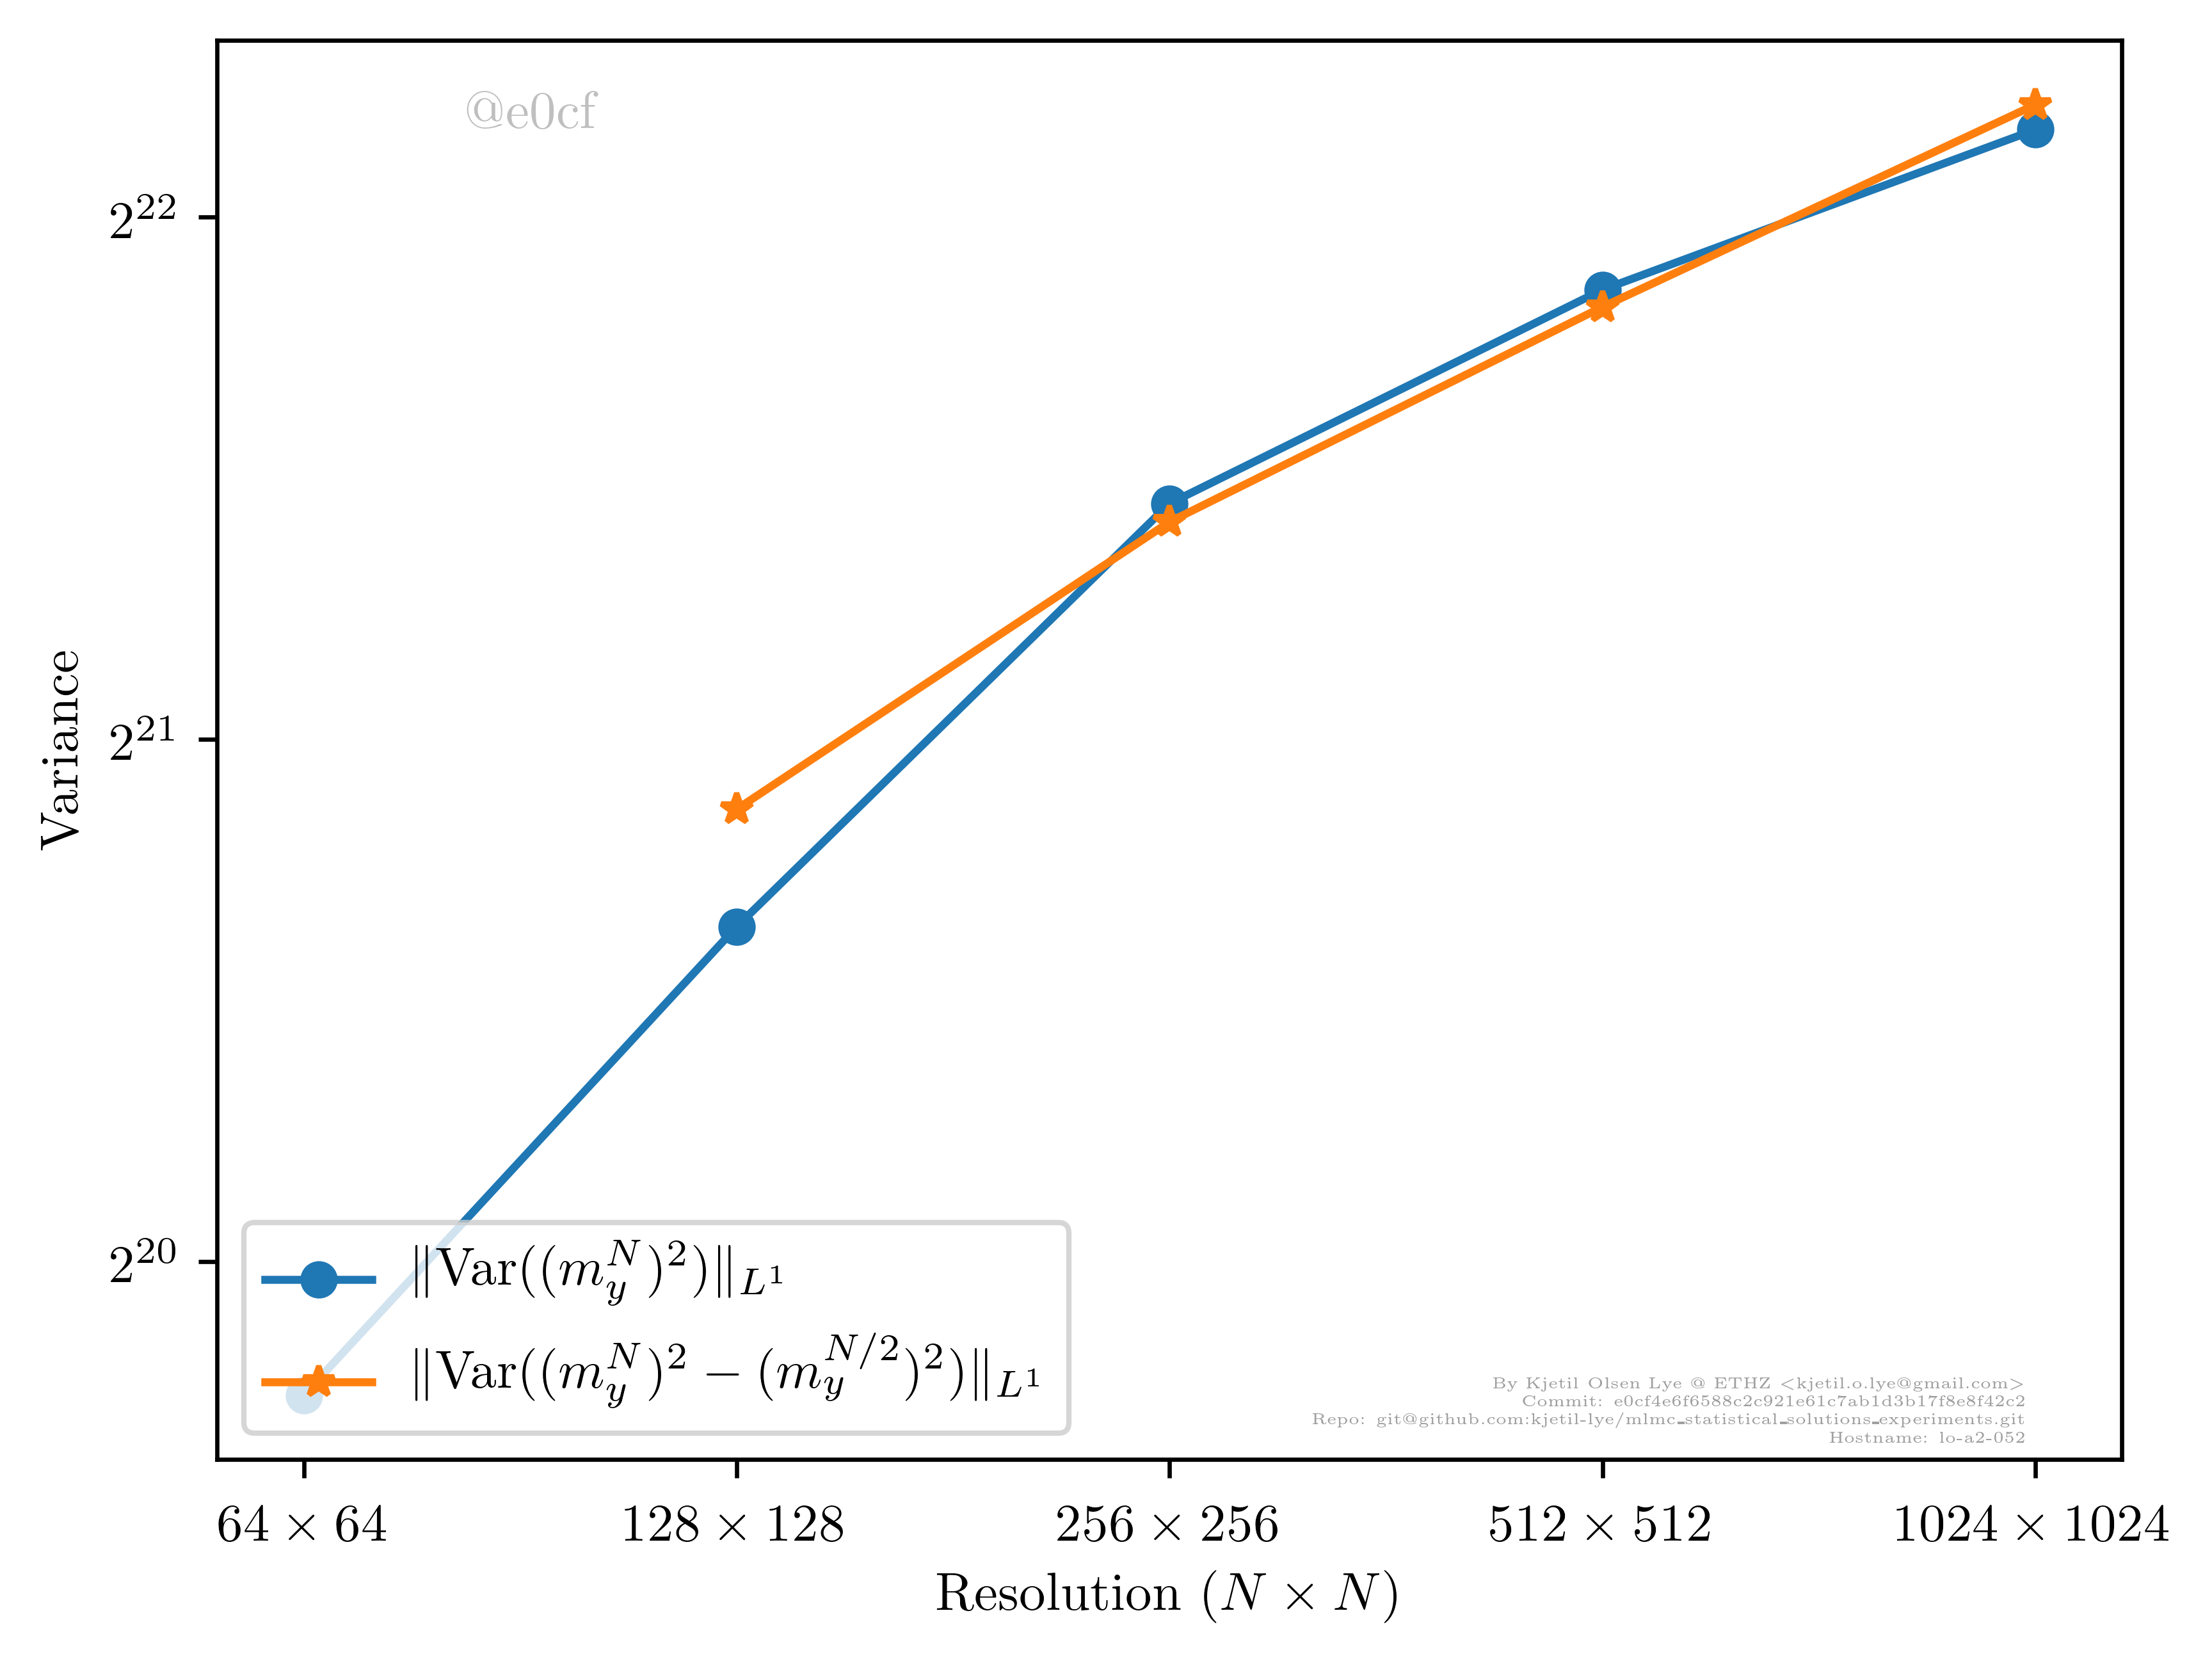 @e0cf
2^22
2^21
2^20
Variance
‖Var((m_y^N)^2)‖_{L^1}
‖Var((m_y^N)^2 − (m_y^{N/2})^2)‖_{L^1}
By Kjetil Olsen Lye @ ETHZ <kjetil.o.lye@gmail.com>
Commit: e0cf4e6f6588c2c921e61c7ab1d3b17f8e8f42c2
Repo: git@github.com:kjetil-lye/mlmc_statistical_solutions_experiments.git
Hostname: lo-a2-052
64 × 64 128 × 128 256 × 256 512 × 512 1024 × 1024
Resolution (N × N)